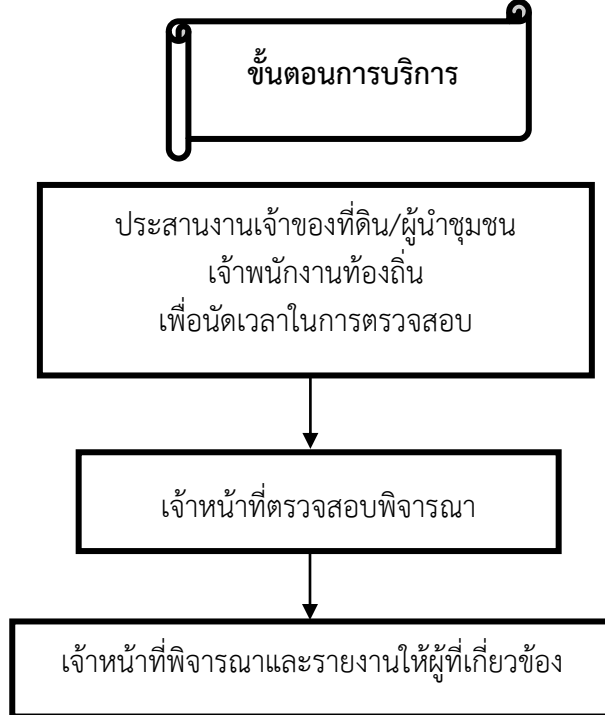 ขั้นตอนการบริการ
ประสานงานเจ้าของที่ดิน/ผู้นำชุมชน
เจ้าพนักงานท้องถิ่น
เพื่อนัดเวลาในการตรวจสอบ
เจ้าหน้าที่ตรวจสอบพิจารณา
เจ้าหน้าที่พิจารณาและรายงานให้ผู้ที่เกี่ยวข้อง